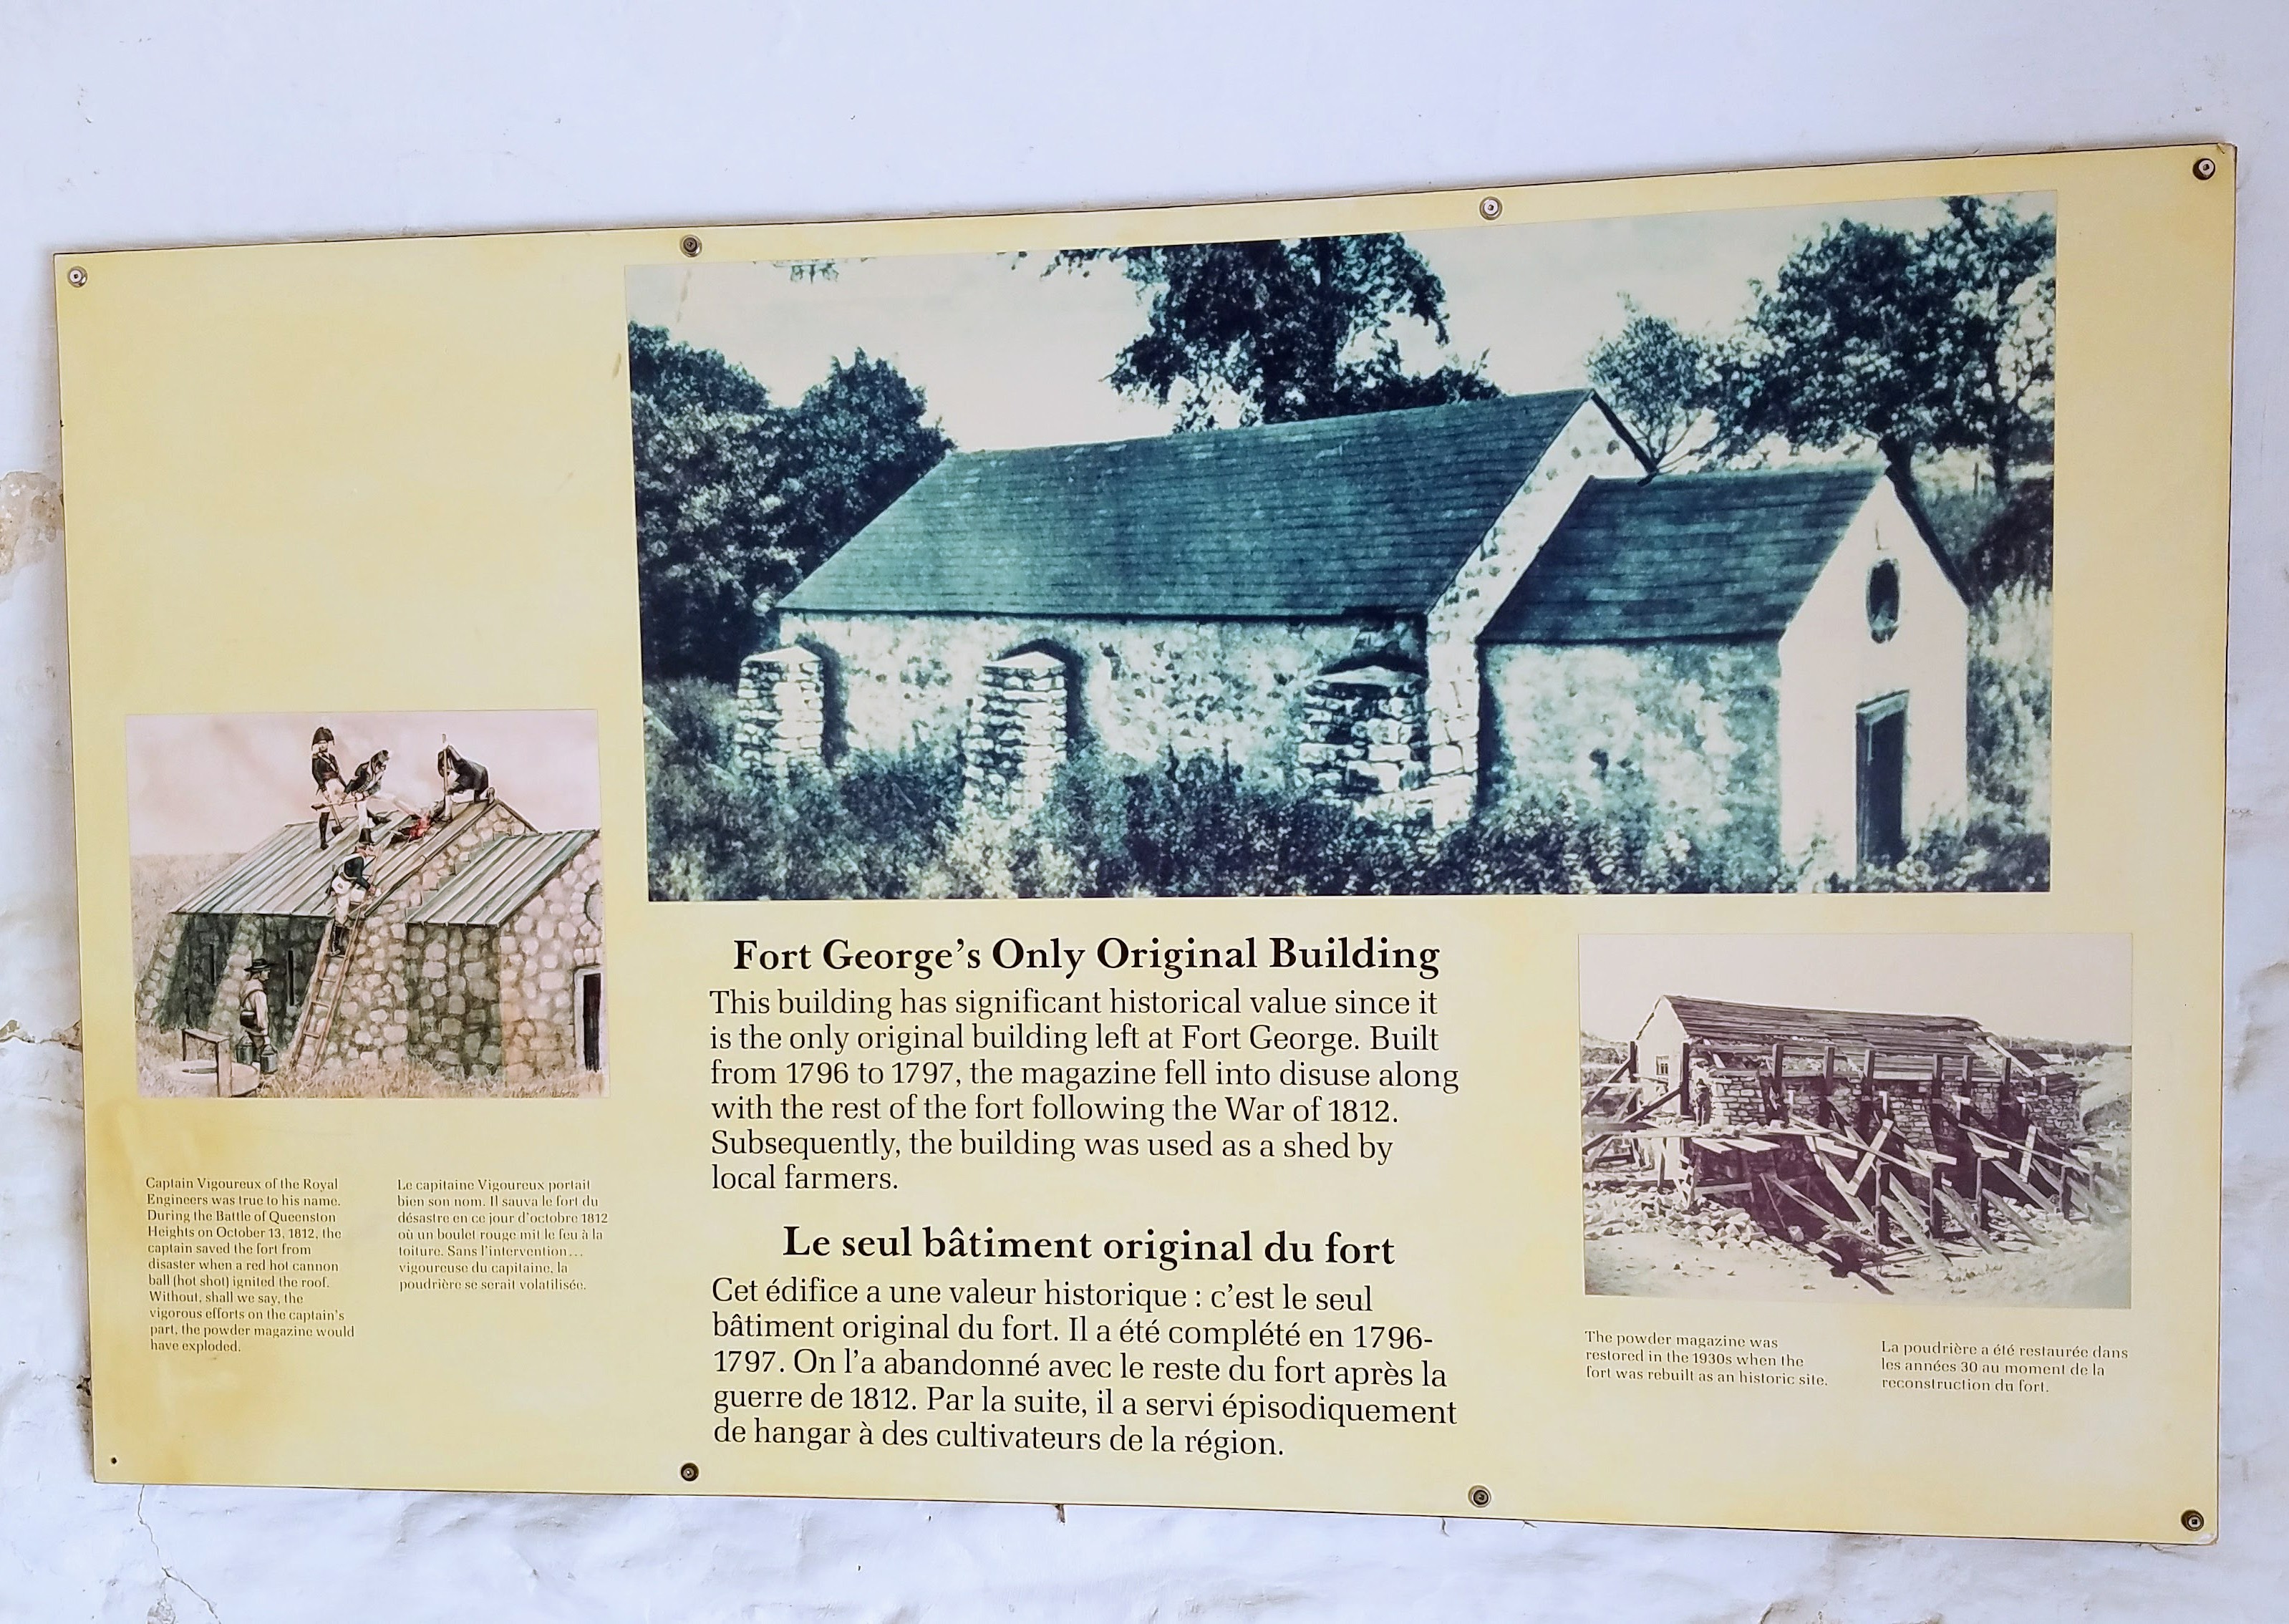 Fort George's Only Original Building
This building has significant historical value since it
is the only original building left at Fort George. Built
from 1796 to 1797, the magazine fell into disuse along
with the rest of the fort following the War of 1812.
Subsequently, the building was used as a shed by
local farmers.
Le seul bâtiment original du fort
Cet édifice a une valeur historique : c'est le seul
bâtiment original du fort. Il a été complété en 1796-
1797. On l'a abandonné avec le reste du fort après la
guerre de 1812. Par la suite, il a servi épisodiquement
de hangar à des cultivateurs de la région.
Captain Vigoureux of the Royal
Engineers was true to his name.
During the Battle of Queenston
Heights on October 13, 1812, the
captain saved the fort from
disaster when a red hot cannon
ball (hot shot) ignited the roof.
Without, shall we say, the
vigorous efforts on the captain's
part, the powder magazine would
have exploded.
Le capitaine Vigoureux portait
bien son nom. Il sauva le fort du
désastre en ce jour d'octobre 1812
où un boulet rouge mit le feu à la
toiture. Sans l'intervention...
vigoureuse du capitaine, la
poudrière se serait volatilisée.
The powder magazine was
restored in the 1930s when the
fort was rebuilt as an historic site.
La poudrière a été restaurée dans
les années 30 au moment de la
reconstruction du fort.